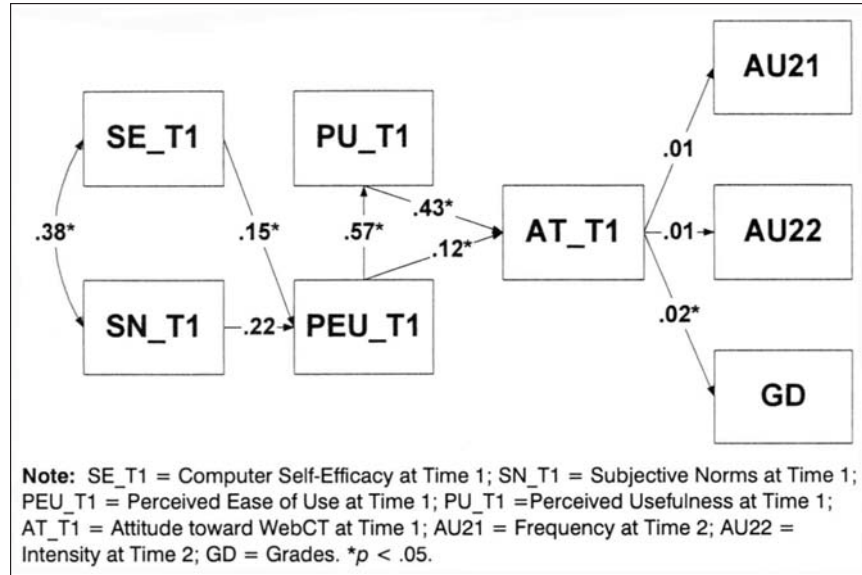 AU21
SE_T1
PU_T1
.01
.38*
.15*
.57*
.43*
.12*
AT_T1
.01
AU22
SN_T1
.22
PEU_T1
.02*
GD
Note: SE_T1 = Computer Self-Efficacy at Time 1; SN_T1 = Subjective Norms at Time 1;
PEU_T1 = Perceived Ease of Use at Time 1; PU_T1 =Perceived Usefulness at Time 1;
AT_T1 = Attitude toward WebCT at Time 1; AU21 = Frequency at Time 2; AU22 =
Intensity at Time 2; GD = Grades. *p < .05.